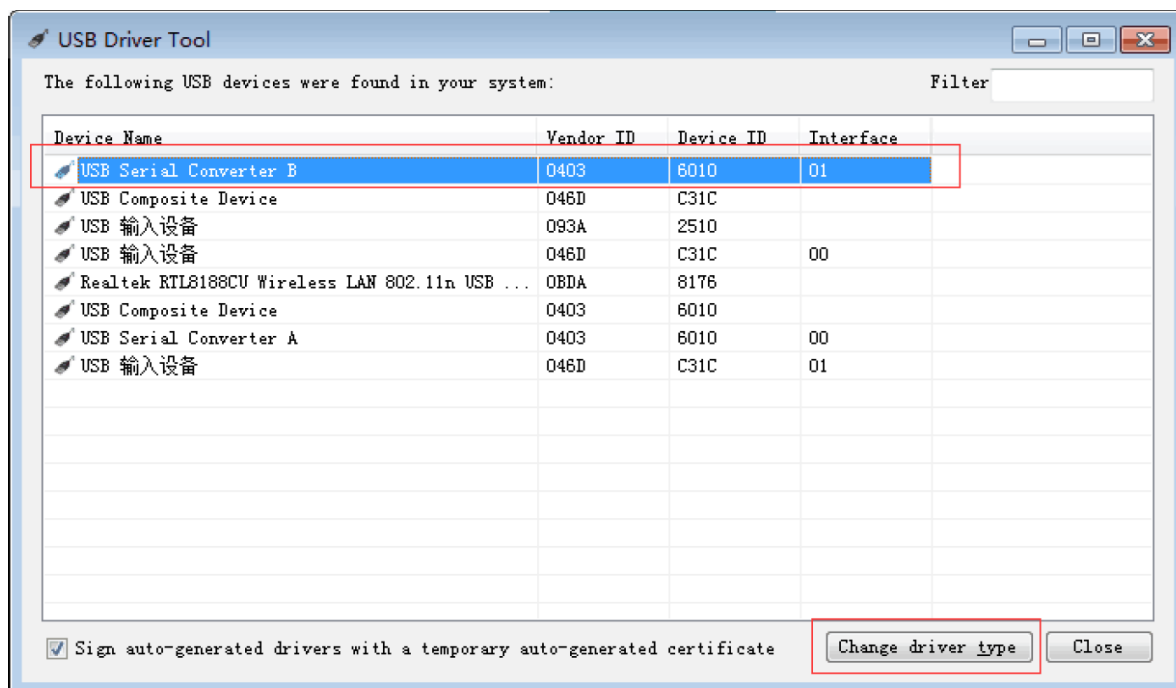 USB Driver Tool
The following USB devices were found in your system: Filter
Device Name Vendor ID Device ID Interface
USB Serial Converter B 0403 6010 01
USB Composite Device 046D C31C
USB 输入设备 093A 2510
USB 输入设备 046D C31C 00
Realtek RTL8188CU Wireless LAN 802.11n USB ... 0BDA 8176
USB Composite Device 0403 6010
USB Serial Converter A 0403 6010 00
USB 输入设备 046D C31C 01
Sign auto-generated drivers with a temporary auto-generated certificate Change driver type Close